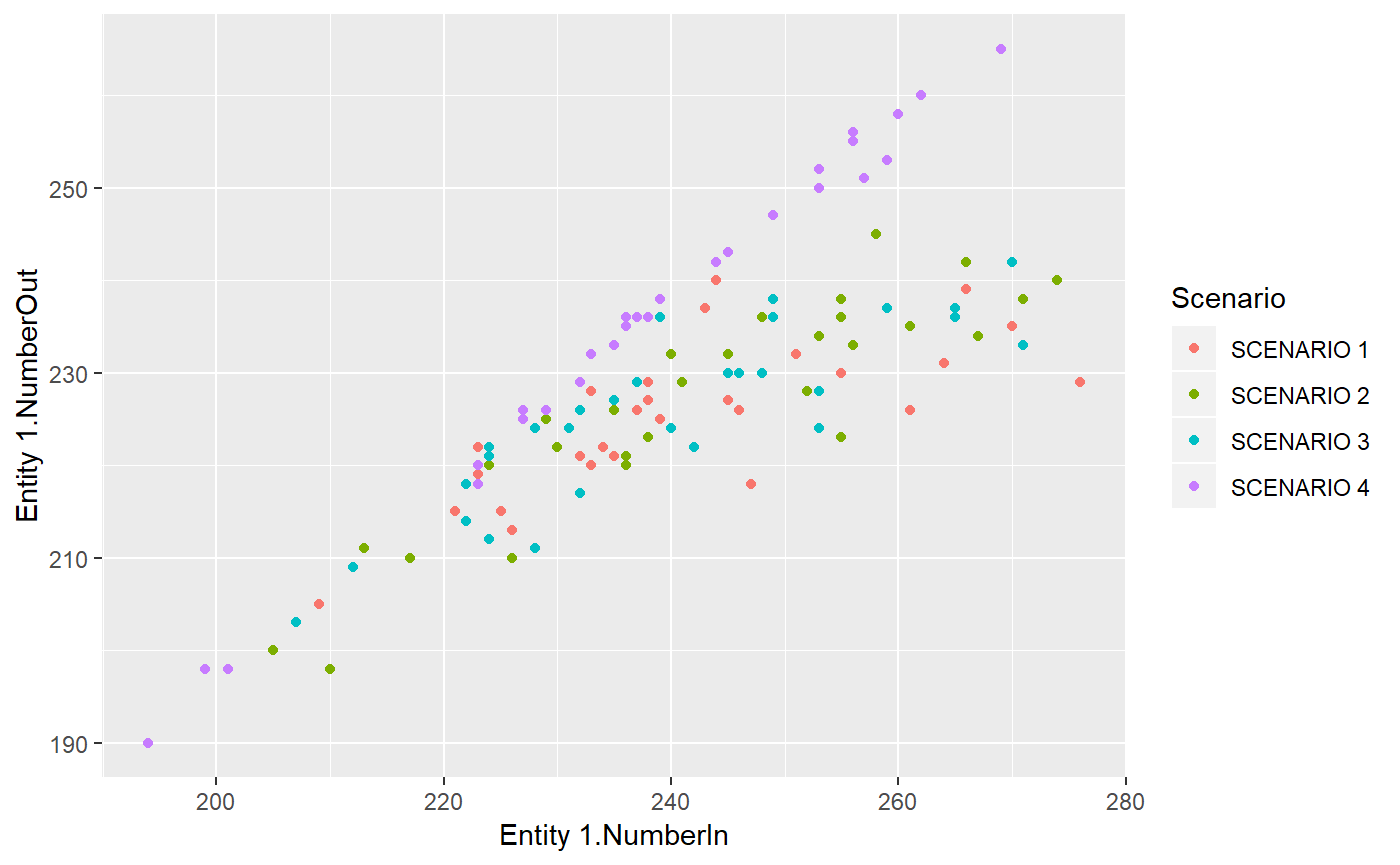 250
230
210
190
200
220
240
260
280
Entity 1.NumberIn
Entity 1.NumberOut
Scenario
SCENARIO 1
SCENARIO 2
SCENARIO 3
SCENARIO 4